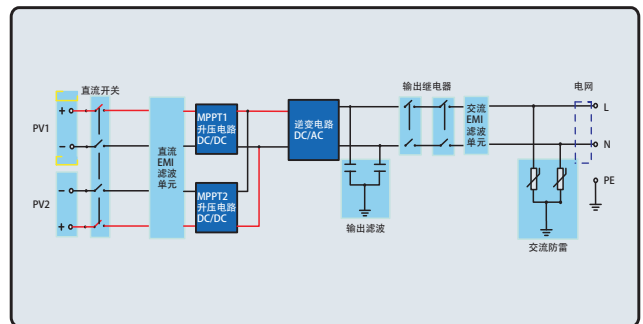 直流开关
PV1
PV2
直流
EMI
滤波
单元
MPPT1
升压电路
DC/DC
MPPT2
升压电路
DC/DC
逆变电路
DC/AC
输出滤波
输出继电器
交流
EMI
滤波
单元
交流防雷
电网
L
N
PE